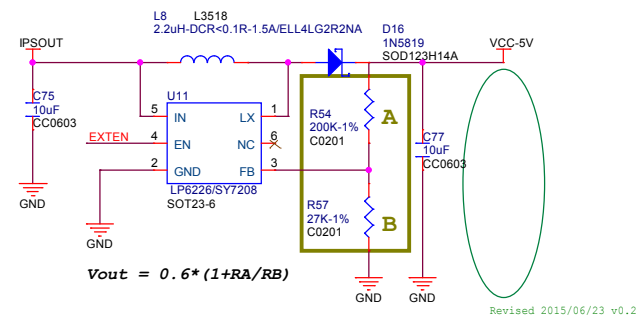 L8 L3518
2.2uH-DCR<0.1R-1.5A/ELL4LG2R2NA
D16
1N5819
SOD123H14A
IPSOUT
VCC-5V
C75
10uF
CC0603
GND
U11
5 IN LX 1
4 EN NC 6
2 GND FB 3
EXTEN
LP6226/SY7208
SOT23-6
GND
R54
200K-1%
C0201
A
R57
27K-1%
C0201
B
C77
10uF
CC0603
GND
GND
Vout = 0.6*(1+RA/RB)
Revised 2015/06/23 v0.2